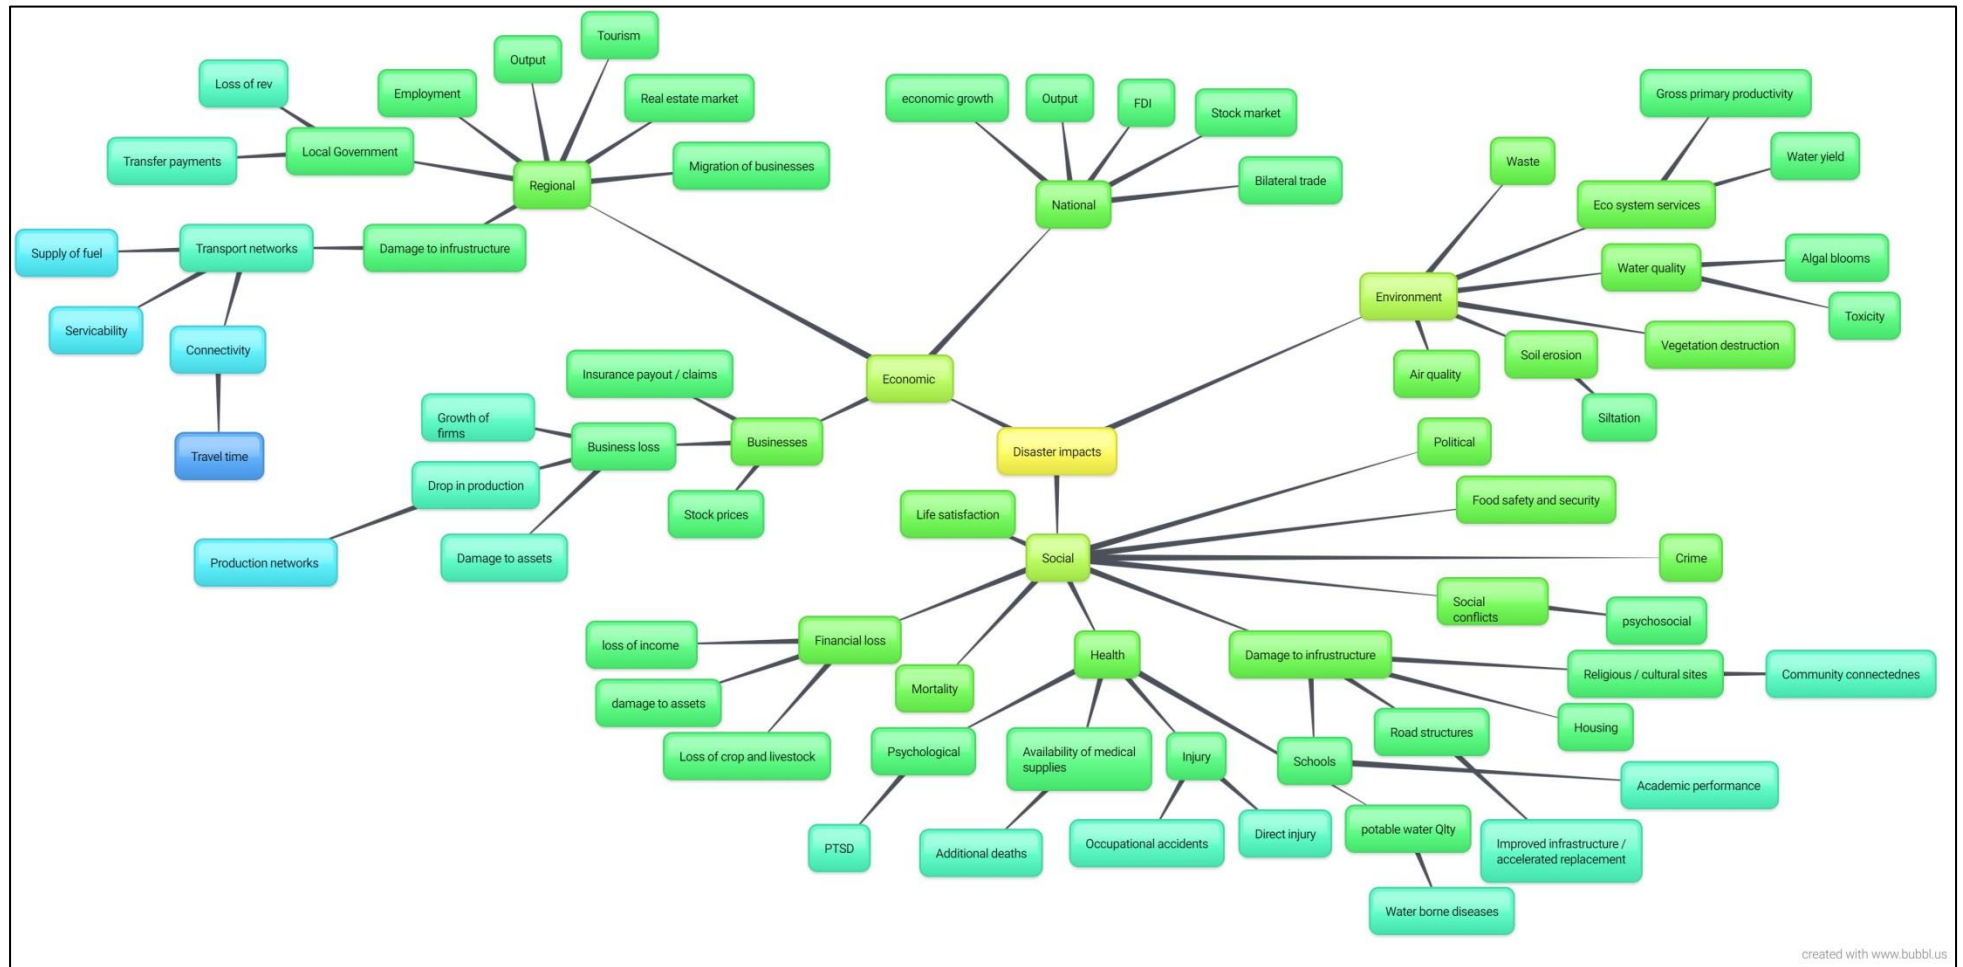 Tourism
Output
Loss of rev
Employment
Real estate market
Local Government
Transfer payments
Migration of businesses
Regional
Supply of fuel
Transport networks
Damage to infrustructure
Servicability
Connectivity
Travel time
economic growth
Output
FDI
Stock market
Bilateral trade
National
Gross primary productivity
Waste
Water yield
Eco system services
Water quality
Algal blooms
Environment
Toxicity
Vegetation destruction
Soil erosion
Air quality
Siltation
Economic
Insurance payout / claims
Growth of
firms
Business loss
Businesses
Drop in production
Stock prices
Damage to assets
Production networks
Disaster impacts
Political
Life satisfaction
Food safety and security
Social
Crime
Social
conflicts
psychosocial
loss of income
Financial loss
Health
Damage to infrustructure
Religious / cultural sites
Community connectednes
damage to assets
Mortality
Housing
Road structures
Loss of crop and livestock
Psychological
Availability of medical
supplies
Injury
Schools
Academic performance
PTSD
Additional deaths
Occupational accidents
Direct injury
potable water Qlty
Improved infrastructure /
accelerated replacement
Water borne diseases
created with www.bubbl.us